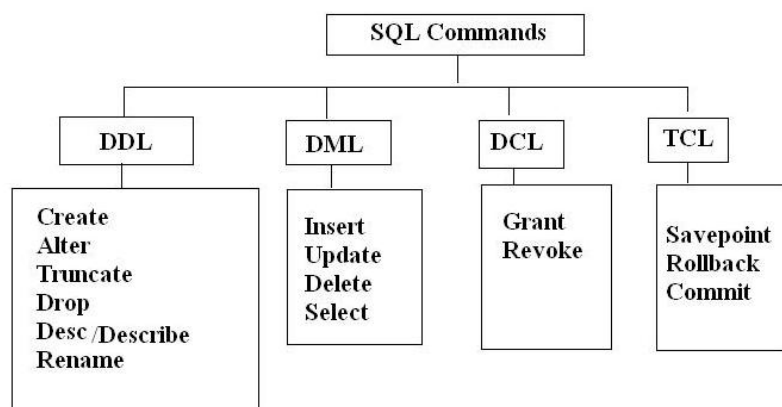 SQL Commands
DDL
DML
DCL
TCL
Create
Alter
Truncate
Drop
Desc /Describe
Rename
Insert
Update
Delete
Select
Grant
Revoke
Savepoint
Rollback
Commit